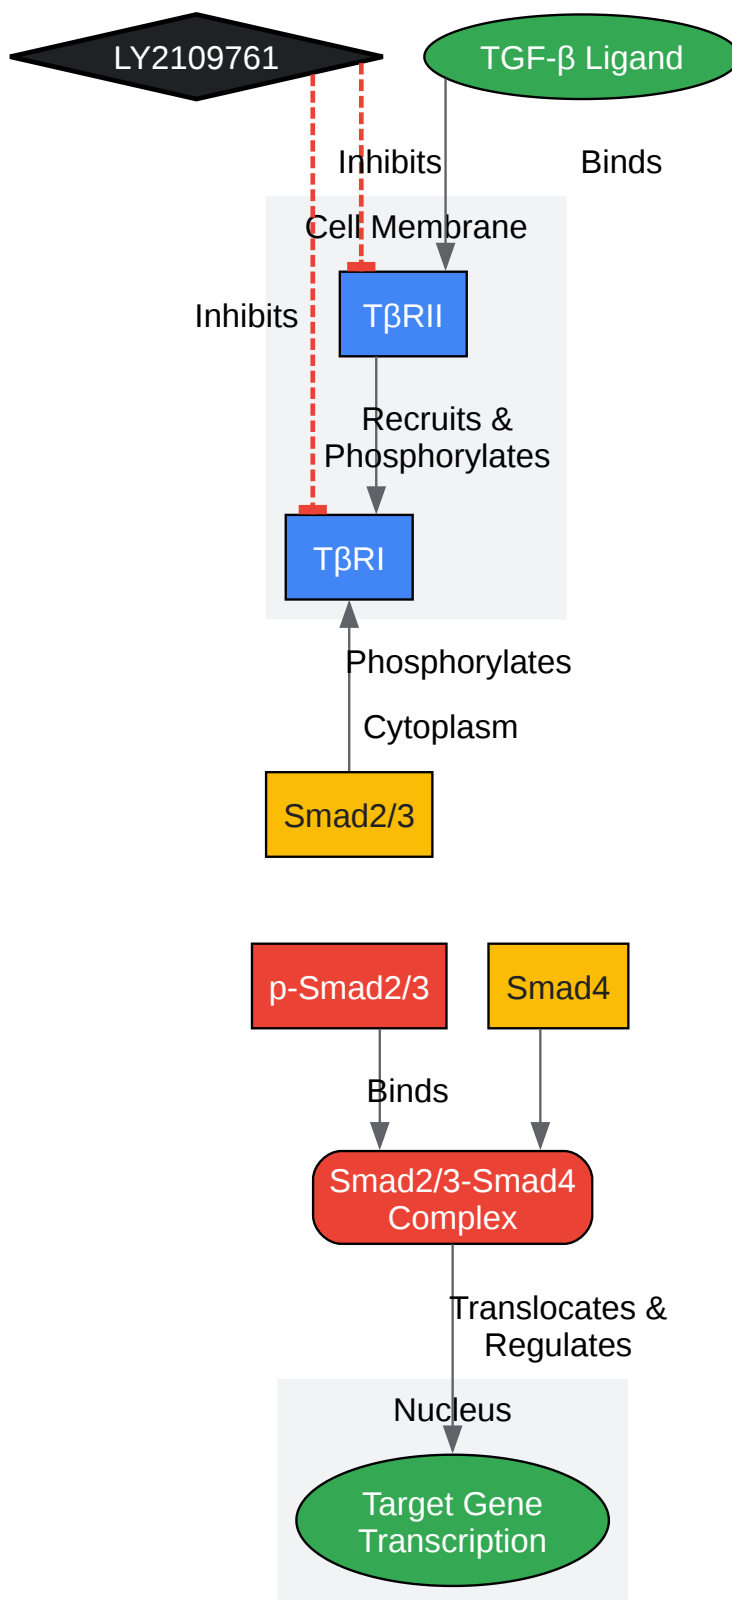 LY2109761
TGF-β Ligand
Inhibits
Binds
Cell Membrane
Inhibits
TβRII
Recruits &
Phosphorylates
TβRI
Phosphorylates
Cytoplasm
Smad2/3
p-Smad2/3
Smad4
Binds
Smad2/3-Smad4
Complex
Translocates &
Regulates
Nucleus
Target Gene
Transcription